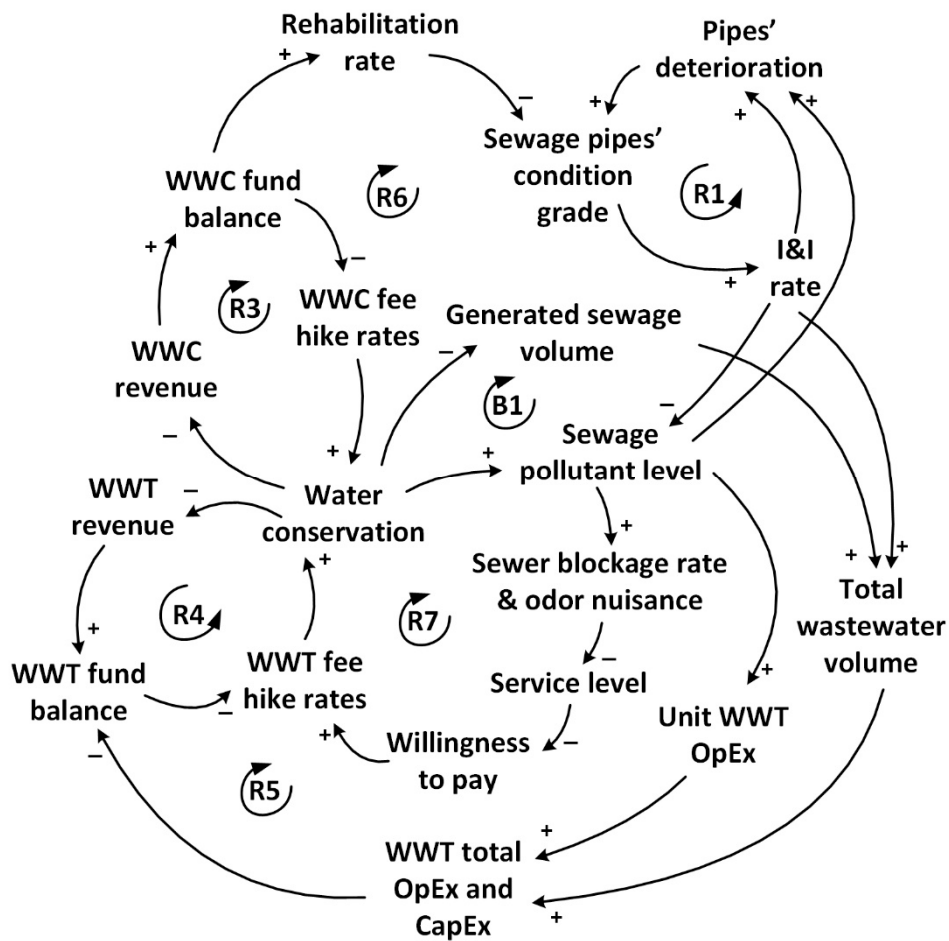 Rehabilitation
rate
Pipes’
deterioration
+
–
+
+
+
Sewage pipes’
condition
grade
WWC fund
balance
R6
R1
+
–
+
I&I
rate
R3
WWC fee
hike rates
Generated sewage
volume
WWC
revenue
–
B1
–
–
+
+
Sewage
pollutant level
WWT
revenue
–
Water
conservation
+
+
+
+
Sewer blockage rate
& odor nuisance
Total
wastewater
volume
R4
R7
+
–
+
WWT fund
balance
WWT fee
hike rates
Service level
Unit WWT
OpEx
–
+
–
–
Willingness
to pay
R5
+
WWT total
OpEx and
CapEx
+